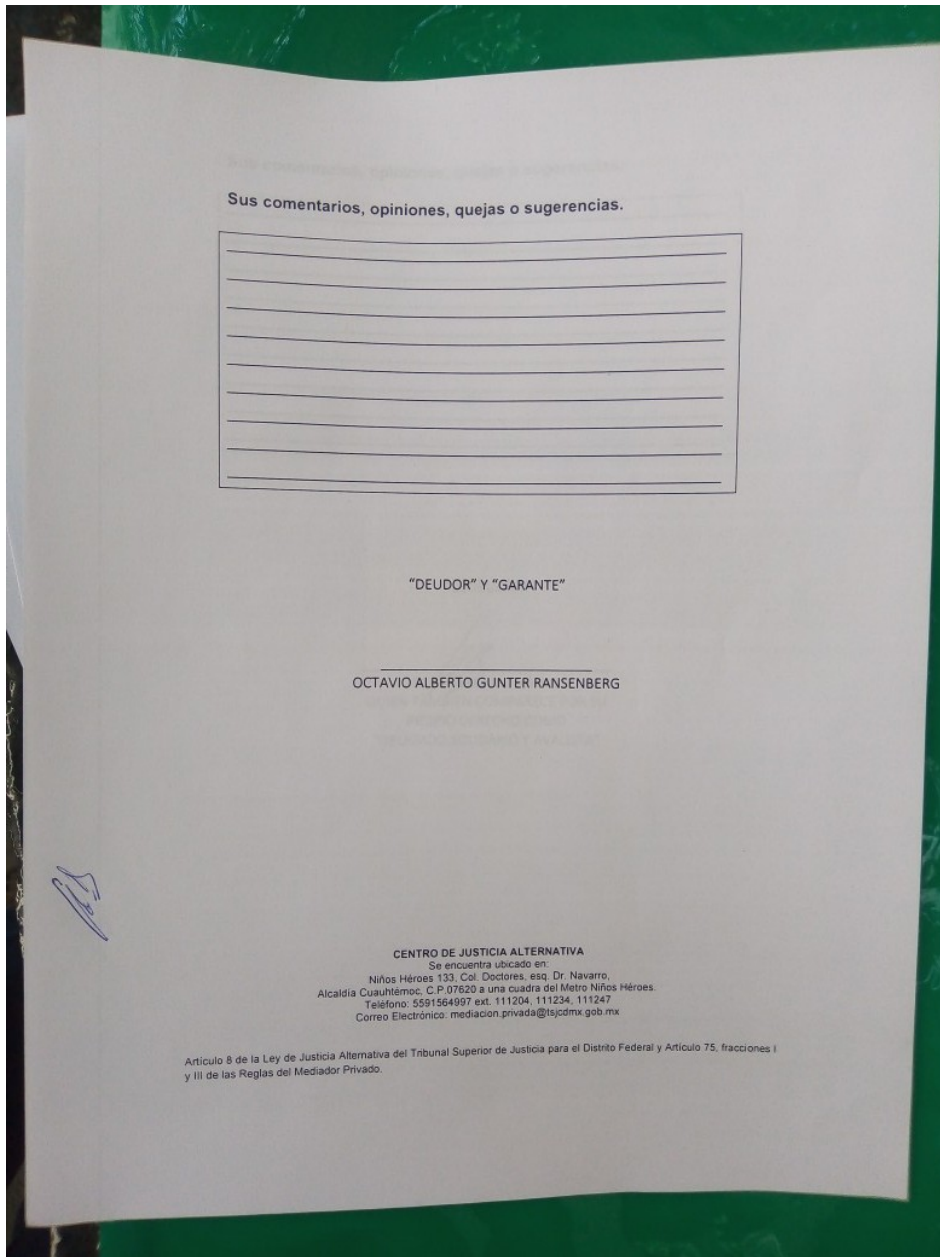 Sus comentarios, opiniones, quejas o sugerencias.
“DEUDOR” Y “GARANTE”
OCTAVIO ALBERTO GUNTER RANSENBERG
CENTRO DE JUSTICIA ALTERNATIVA
Se encuentra ubicado en:
Niños Héroes 133, Col. Doctores, esq. Dr. Navarro,
Alcaldía Cuauhtémoc, C.P.07620 a una cuadra del Metro Niños Héroes.
Teléfono: 5591564997 ext. 111204, 111234, 111247
Correo Electrónico: mediacion.privada@tsjcdmx.gob.mx
Artículo 8 de la Ley de Justicia Alternativa del Tribunal Superior de Justicia para el Distrito Federal y Artículo 75, fracciones I
y III de las Reglas del Mediador Privado.